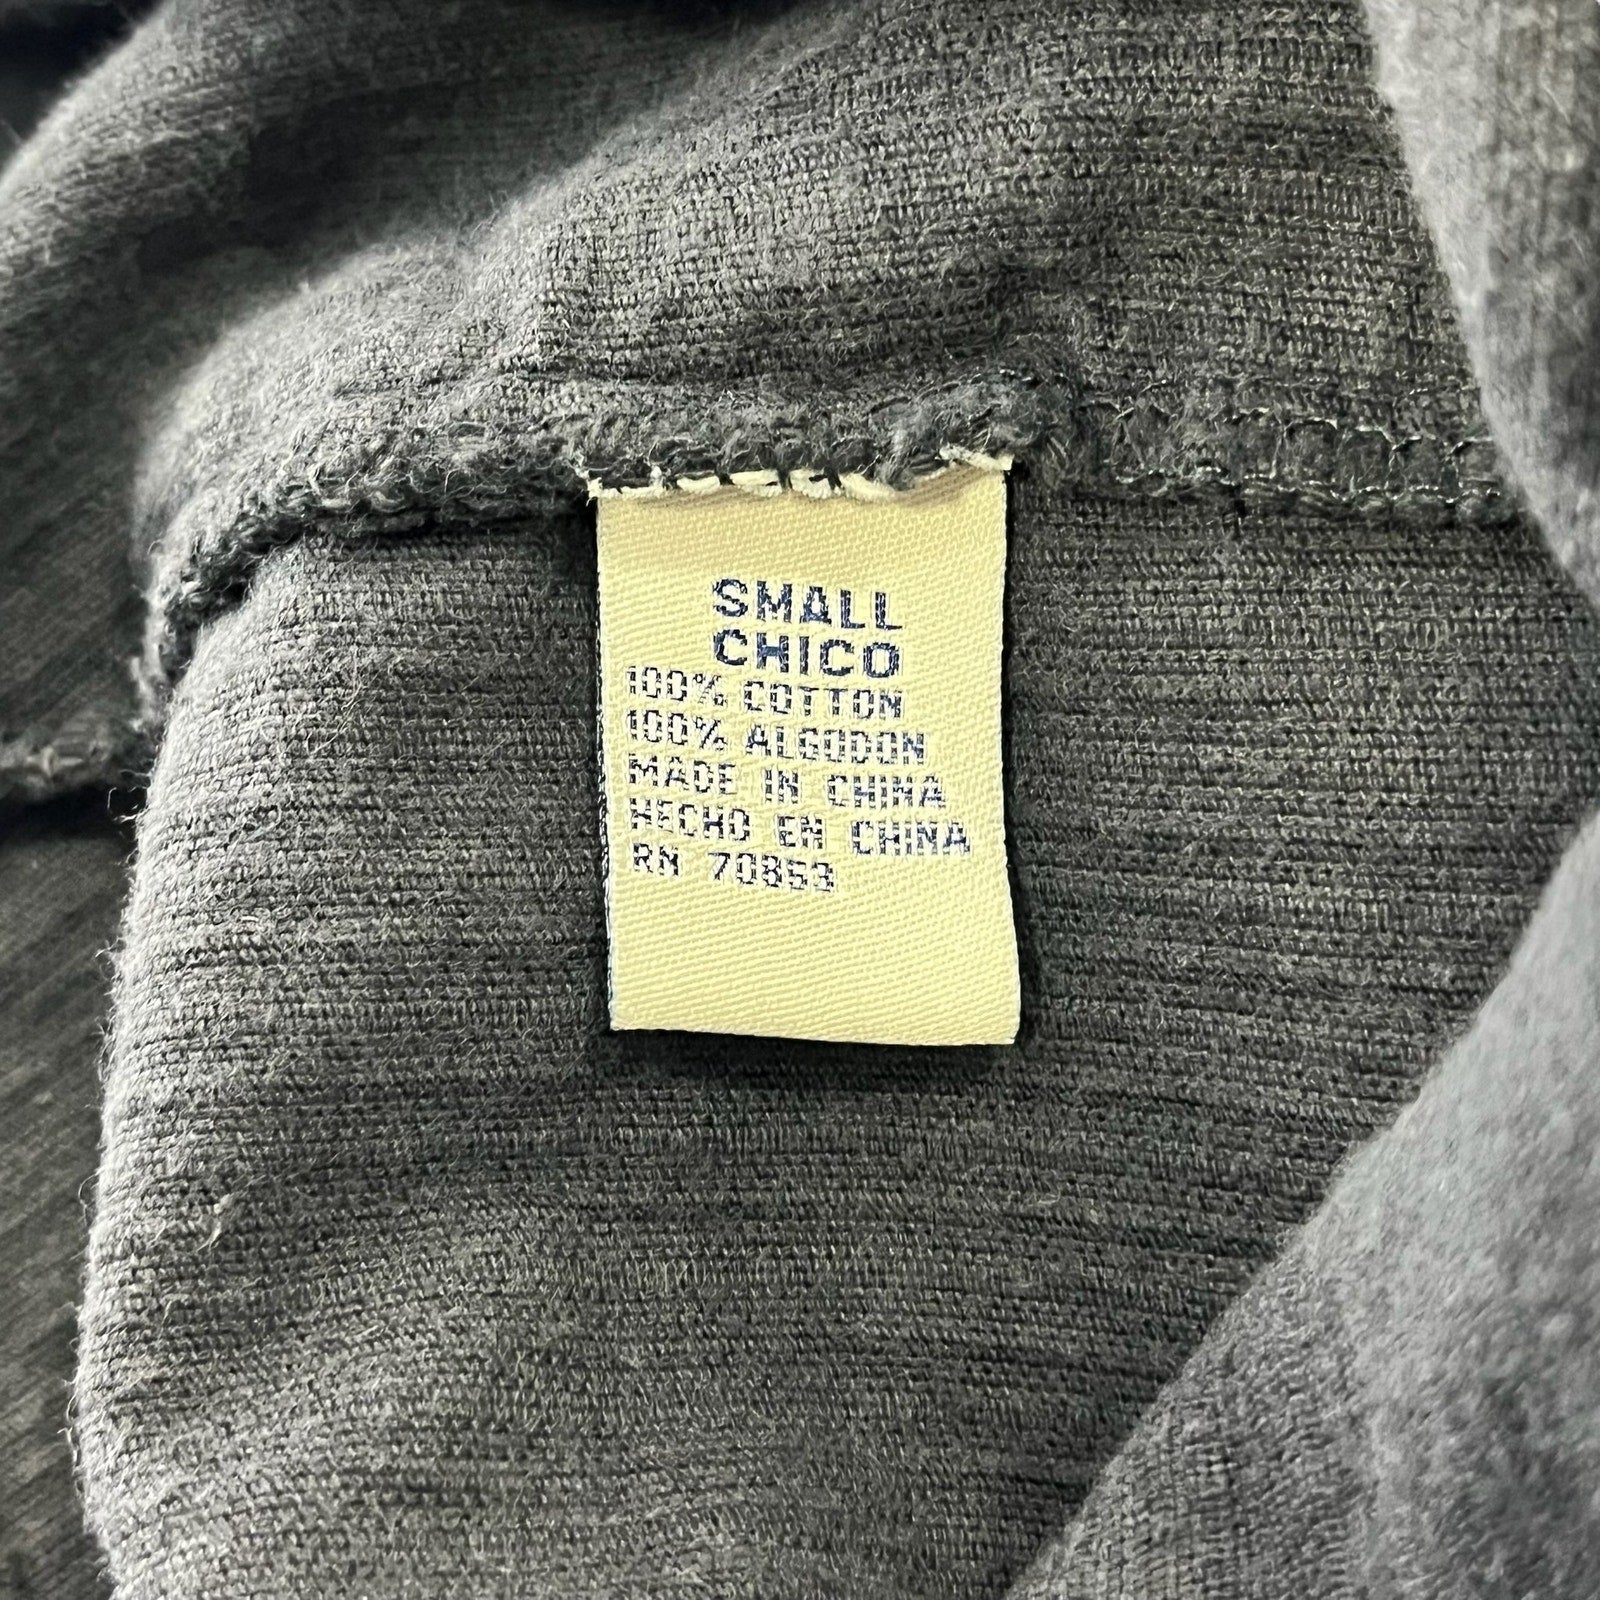 SMALL
CHICO
100% COTTON
100% ALGODON
MADE IN CHINA
HECHO EN CHINA
RN 70853